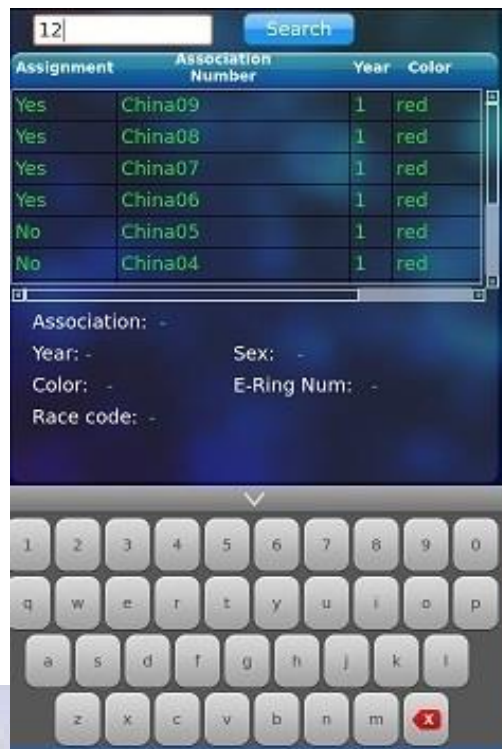 12 Search
Assignment Association Number Year Color
Yes China09 1 red
Yes China08 1 red
Yes China07 1 red
Yes China06 1 red
No China05 1 red
No China04 1 red
Association: -
Year: - Sex: -
Color: - E-Ring Num: -
Race code: -
1 2 3 4 5 6 7 8 9 0
q w e r t y u i o p
a s d f g h j k l
z x c v b n m X